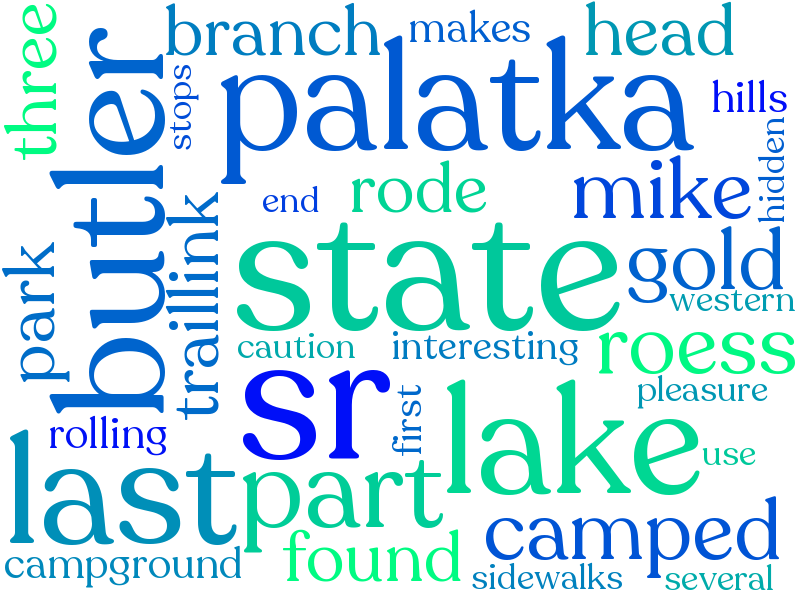 three
branch
makes
head
stops
palatka
hills
butler
hidden
end
rode
mike
park
traillink
state
gold
western
caution
interesting
roess
pleasure
rolling
sr
first
lake
use
last
part
camped
campground
found
sidewalks
several